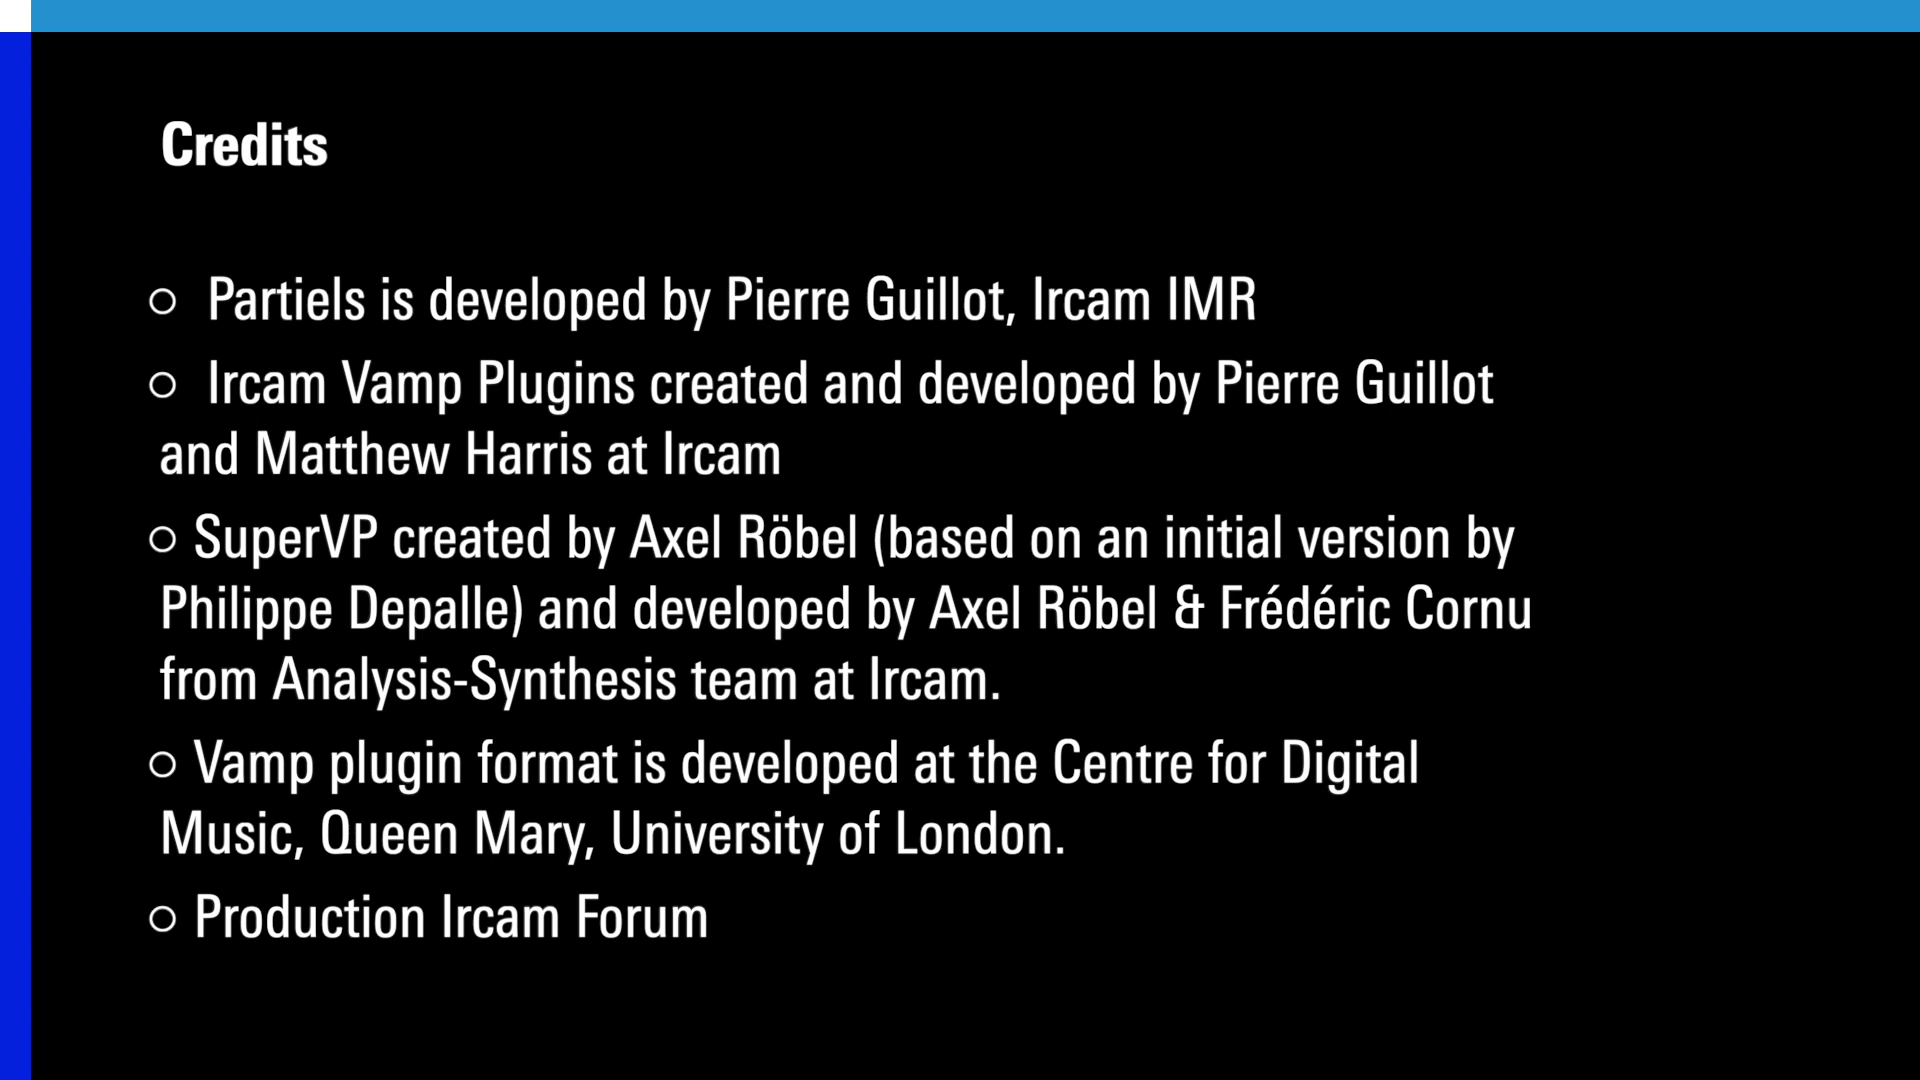 Credits
○ Partiels is developed by Pierre Guillot, Ircam IMR
○ Ircam Vamp Plugins created and developed by Pierre Guillot
and Matthew Harris at Ircam
○ SuperVP created by Axel Röbel (based on an initial version by
Philippe Depalle) and developed by Axel Röbel & Frédéric Cornu
from Analysis-Synthesis team at Ircam.
○ Vamp plugin format is developed at the Centre for Digital
Music, Queen Mary, University of London.
○ Production Ircam Forum